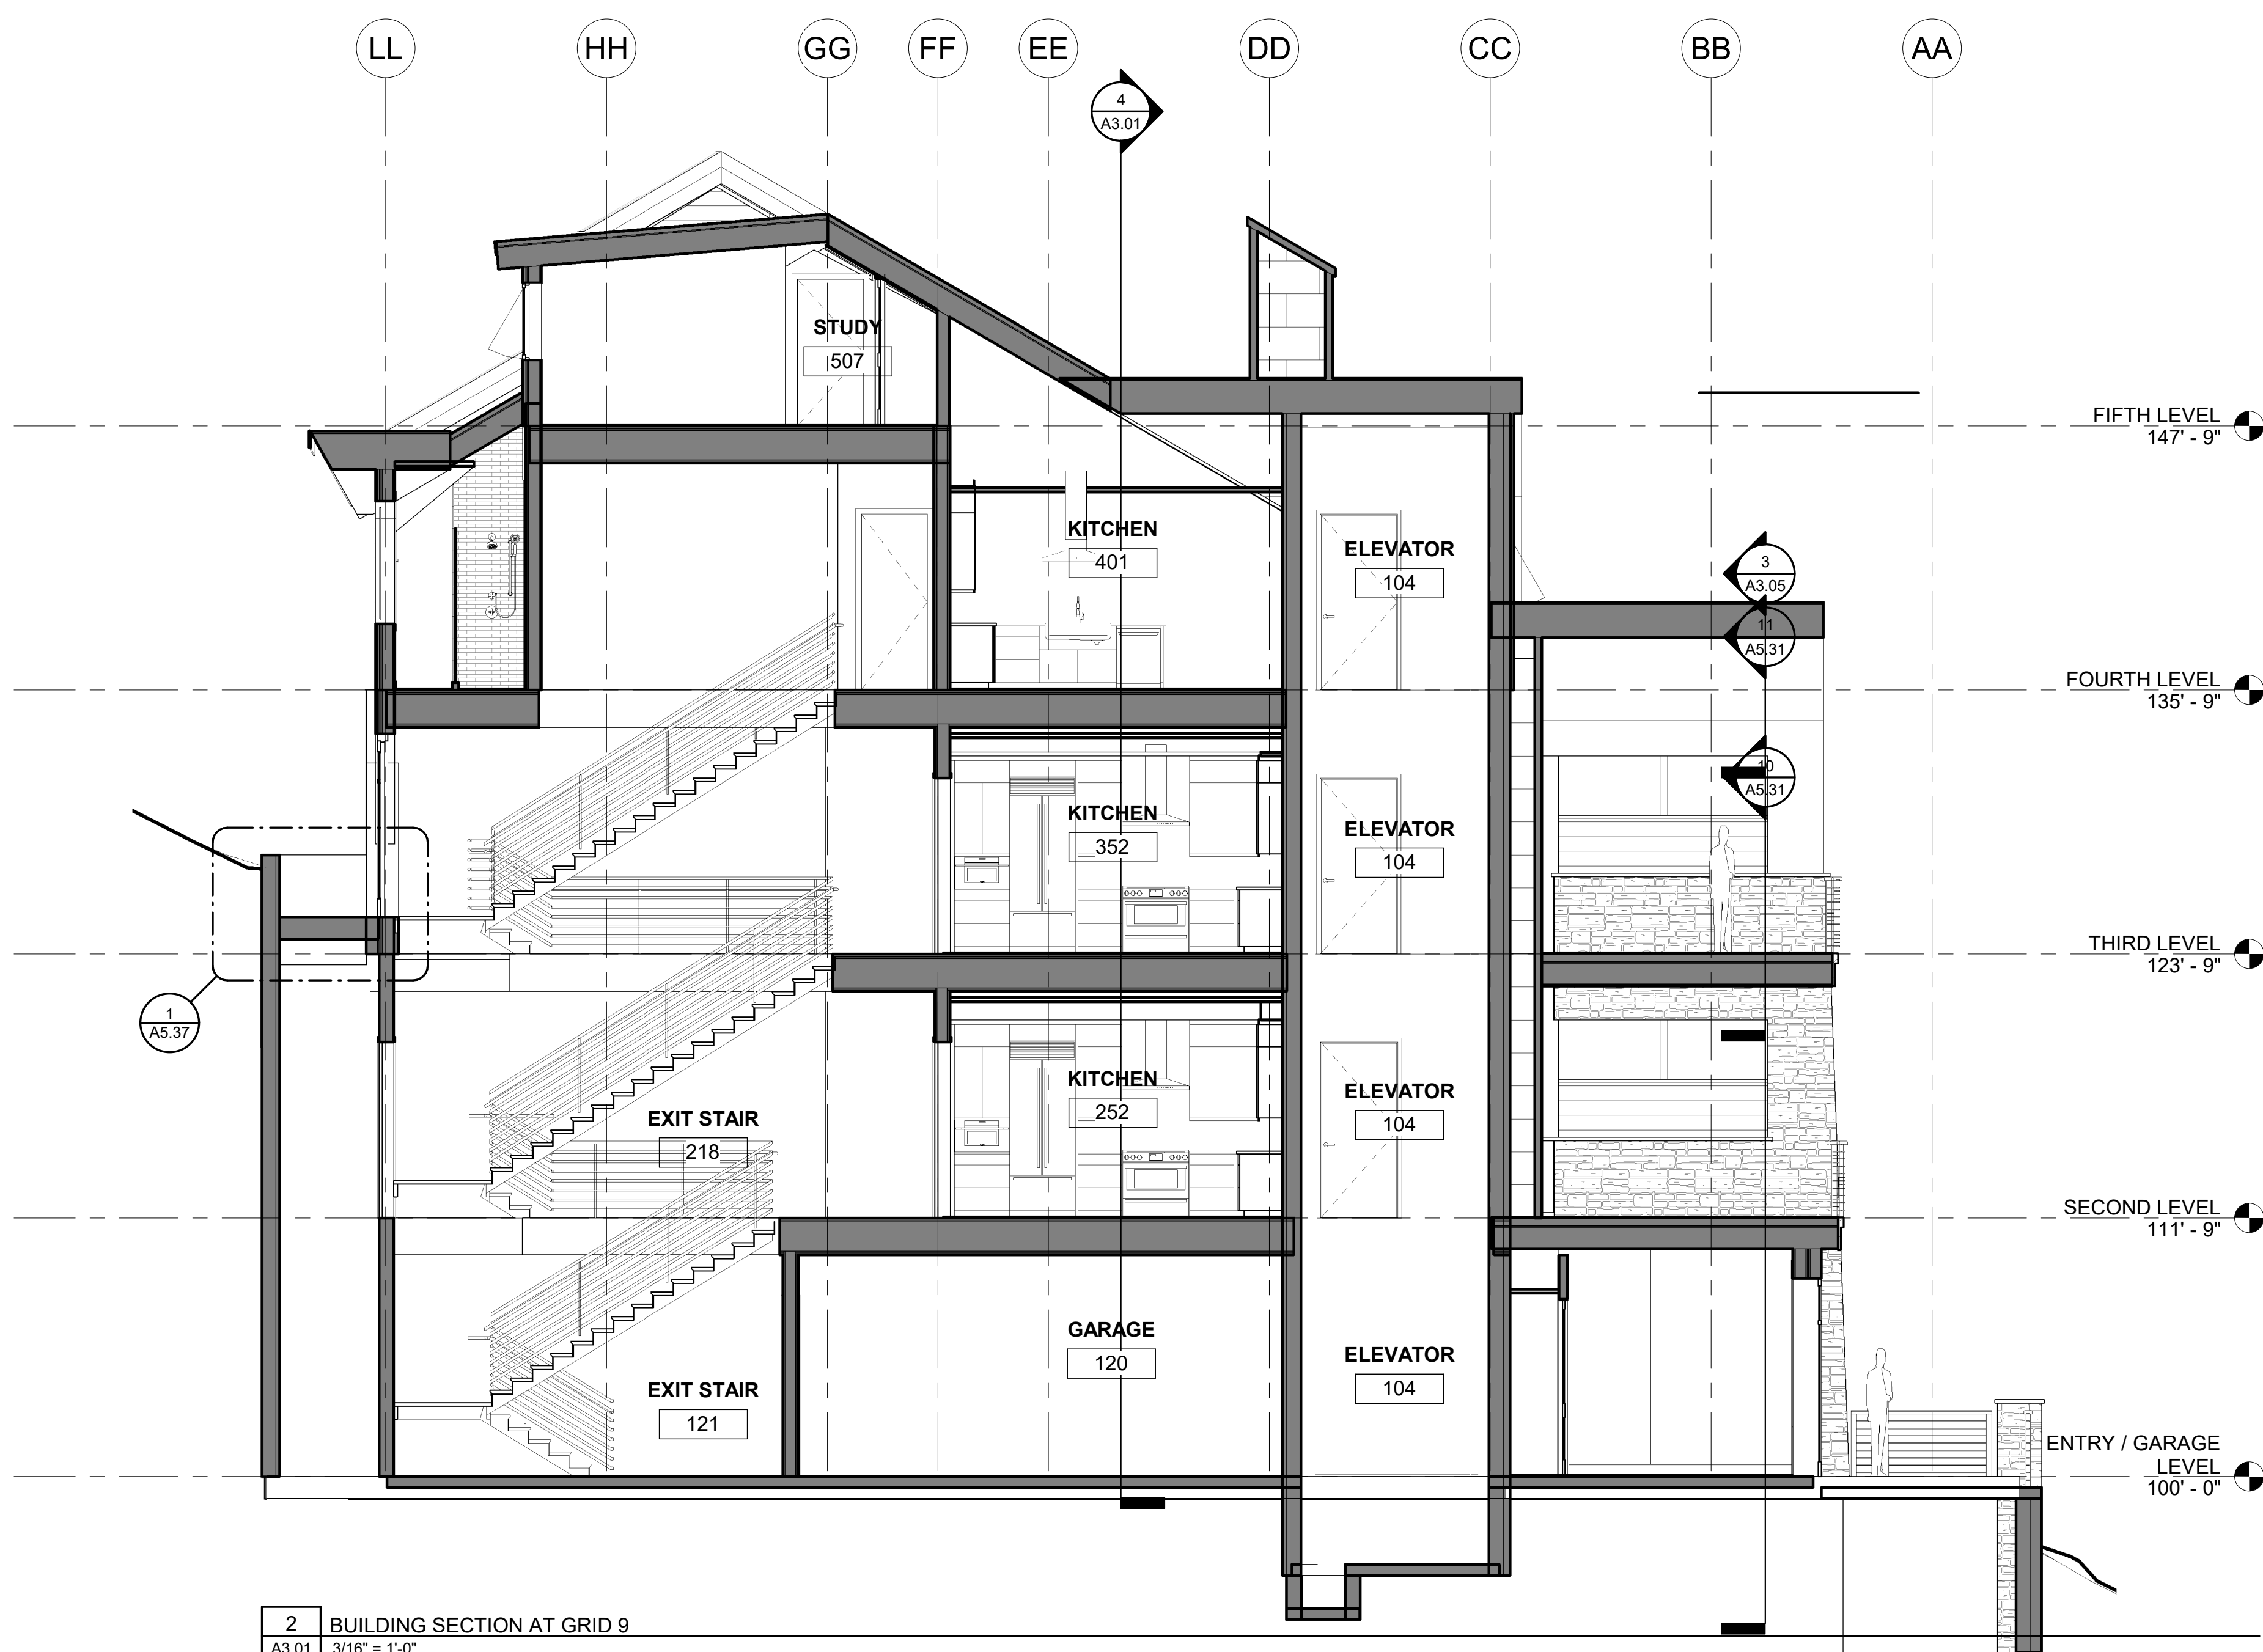 LL HH GG FF EE DD CC BB AA
4
A3.01
STUDY
507
FIFTH LEVEL
147' - 9"
KITCHEN
401
ELEVATOR
104
3
A3.05
11
A5.31
FOURTH LEVEL
135' - 9"
10
A5.31
KITCHEN
352
ELEVATOR
104
THIRD LEVEL
123' - 9"
1
A5.37
KITCHEN
252
ELEVATOR
104
EXIT STAIR
218
SECOND LEVEL
111' - 9"
GARAGE
120
ELEVATOR
104
EXIT STAIR
121
ENTRY / GARAGE
LEVEL
100' - 0"
2 BUILDING SECTION AT GRID 9
A3.01 3/16" = 1'-0"